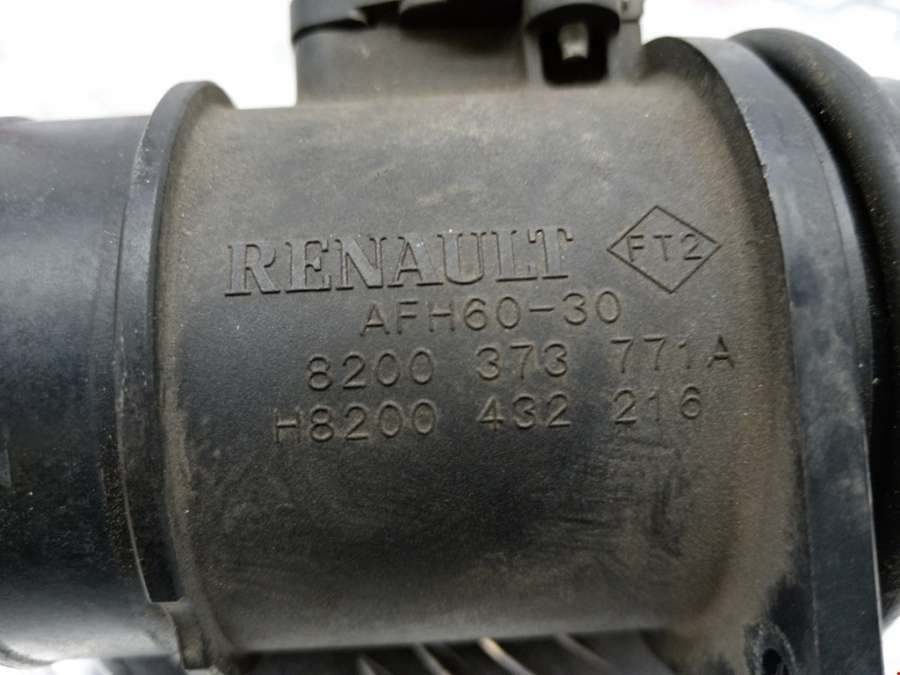 RENAULT FT2
AFH60-30
8200 373 771A
H8200 432 216